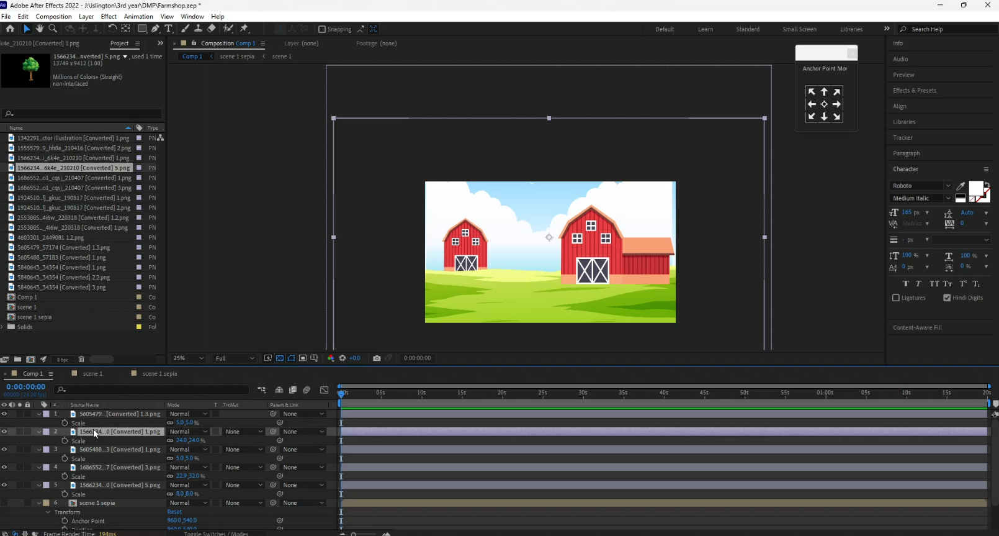 Ae Adobe After Effects 2022 - J:\Islington\3rd year\DMP\Farmshop.aep *
File Edit Composition Layer Effect Animation View Window Help
Snapping Default Learn Standard Small Screen Libraries Search Help
k4e_210210 [Converted] 1.png Project Composition Comp 1 Layer (none) Footage (none) Info
1566234...nverted] 5.png , used 1 time Comp 1 scene 1 sepia scene 1
13749 x 9412 (1.00)
Millions of Colors+ (Straight)
non-interlaced
Anchor Point Mov
Audio
Preview
Effects & Presets
Align
Libraries
Tracker
Paragraph
Character
Name Type
1342291...ctor illustration [Converted] 1.png PN
1555579...9_hh8a_210416 [Converted] 2.png PN
1566234...i_6k4e_210210 [Converted] 1.png PN
1566234...6k4e_210210 [Converted] 5.png PN
1686552...o1_cqsj_210407 [Converted] 1.png PN
1686552...o1_cqsj_210407 [Converted] 3.png PN
1924510...fj_gkuc_190817 [Converted] 1.png PN
1924510...fj_gkuc_190817 [Converted] 2.png PN
2553885..._4i6w_220318 [Converted] 1.2.png PN
2553885..._4i6w_220318 [Converted] 1.png PN
4603301_2449081 1.2.png PN
5605479_57174 [Converted] 1.3.png PN
5605488_57183 [Converted] 1.png PN
5840643_34354 [Converted] 1.png PN
5840643_34354 [Converted] 2.2.png PN
5840643_34354 [Converted] 3.png PN
Comp 1 Co
scene 1 Co
scene 1 sepia Co
Solids Fol
Roboto
Medium Italic
165 px Auto
Metrics 0
- px
100 % 100 %
0 px 0 %
T T TT Tт T¹ T₁
Ligatures Hindi Digits
Content-Aware Fill
8 bpc 25% Full +0.0 0:00:00:00
Comp 1 scene 1 scene 1 sepia
0:00:00:00
00000 (24.00 fps)
05s 10s 15s 20s 25s 30s 35s 40s 45s 50s 55s 01:00s 05s 10s 15s 20s
# Source Name Mode T .TrkMat Parent & Link
1 5605479...[Converted] 1.3.png Normal None
Scale 5.0,5.0 %
2 1566234...0 [Converted] 1.png Normal None None
Scale 24.0,24.0 %
3 5605488...3 [Converted] 1.png Normal None None
Scale 5.0,5.0 %
4 1686552...7 [Converted] 3.png Normal None None
Scale 22.9,32.0 %
5 1566234...0 [Converted] 5.png Normal None None
Scale 8.0,8.0 %
6 scene 1 sepia Normal None None
Transform Reset
Anchor Point 960.0,540.0
Position 960.0,540.0
Frame Render Time: 194ms Toggle Switches / Modes